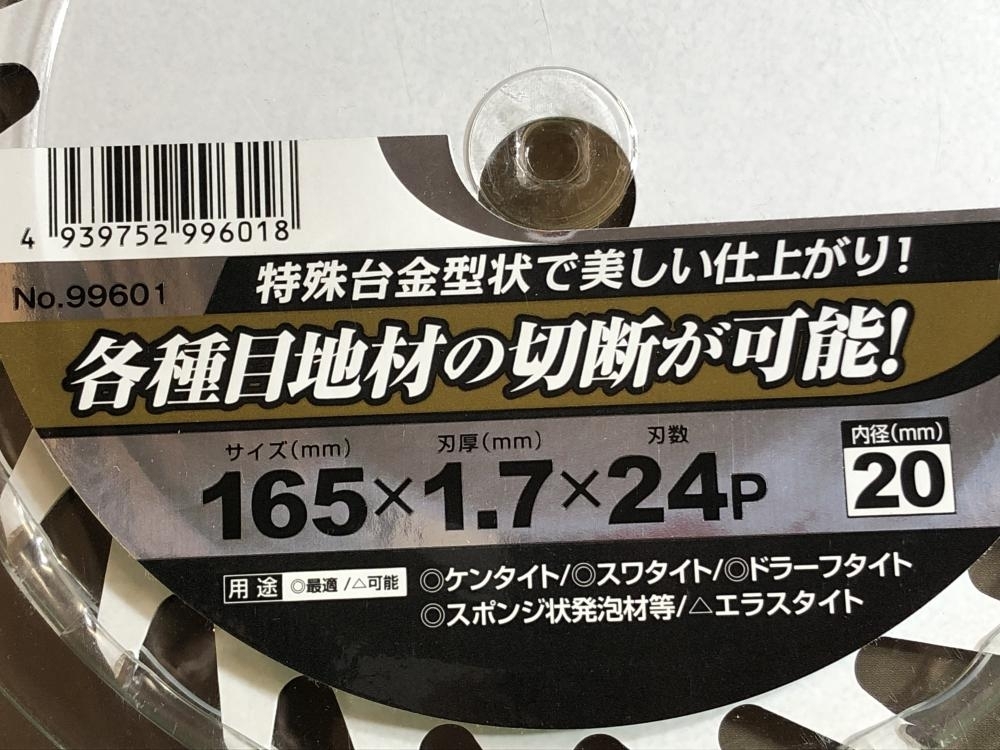 4 939752 996018
No.99601
特殊台金型状で美しい仕上がり!
各種目地材の切断が可能!
サイズ(mm) 刃厚(mm) 刃数
165×1.7×24P
内径(mm)
20
用途 ◎最適/△可能
◎ケンタイト/◎スワタイト/◎ドラーフタイト
◎スポンジ状発泡材等/△エラスタイト